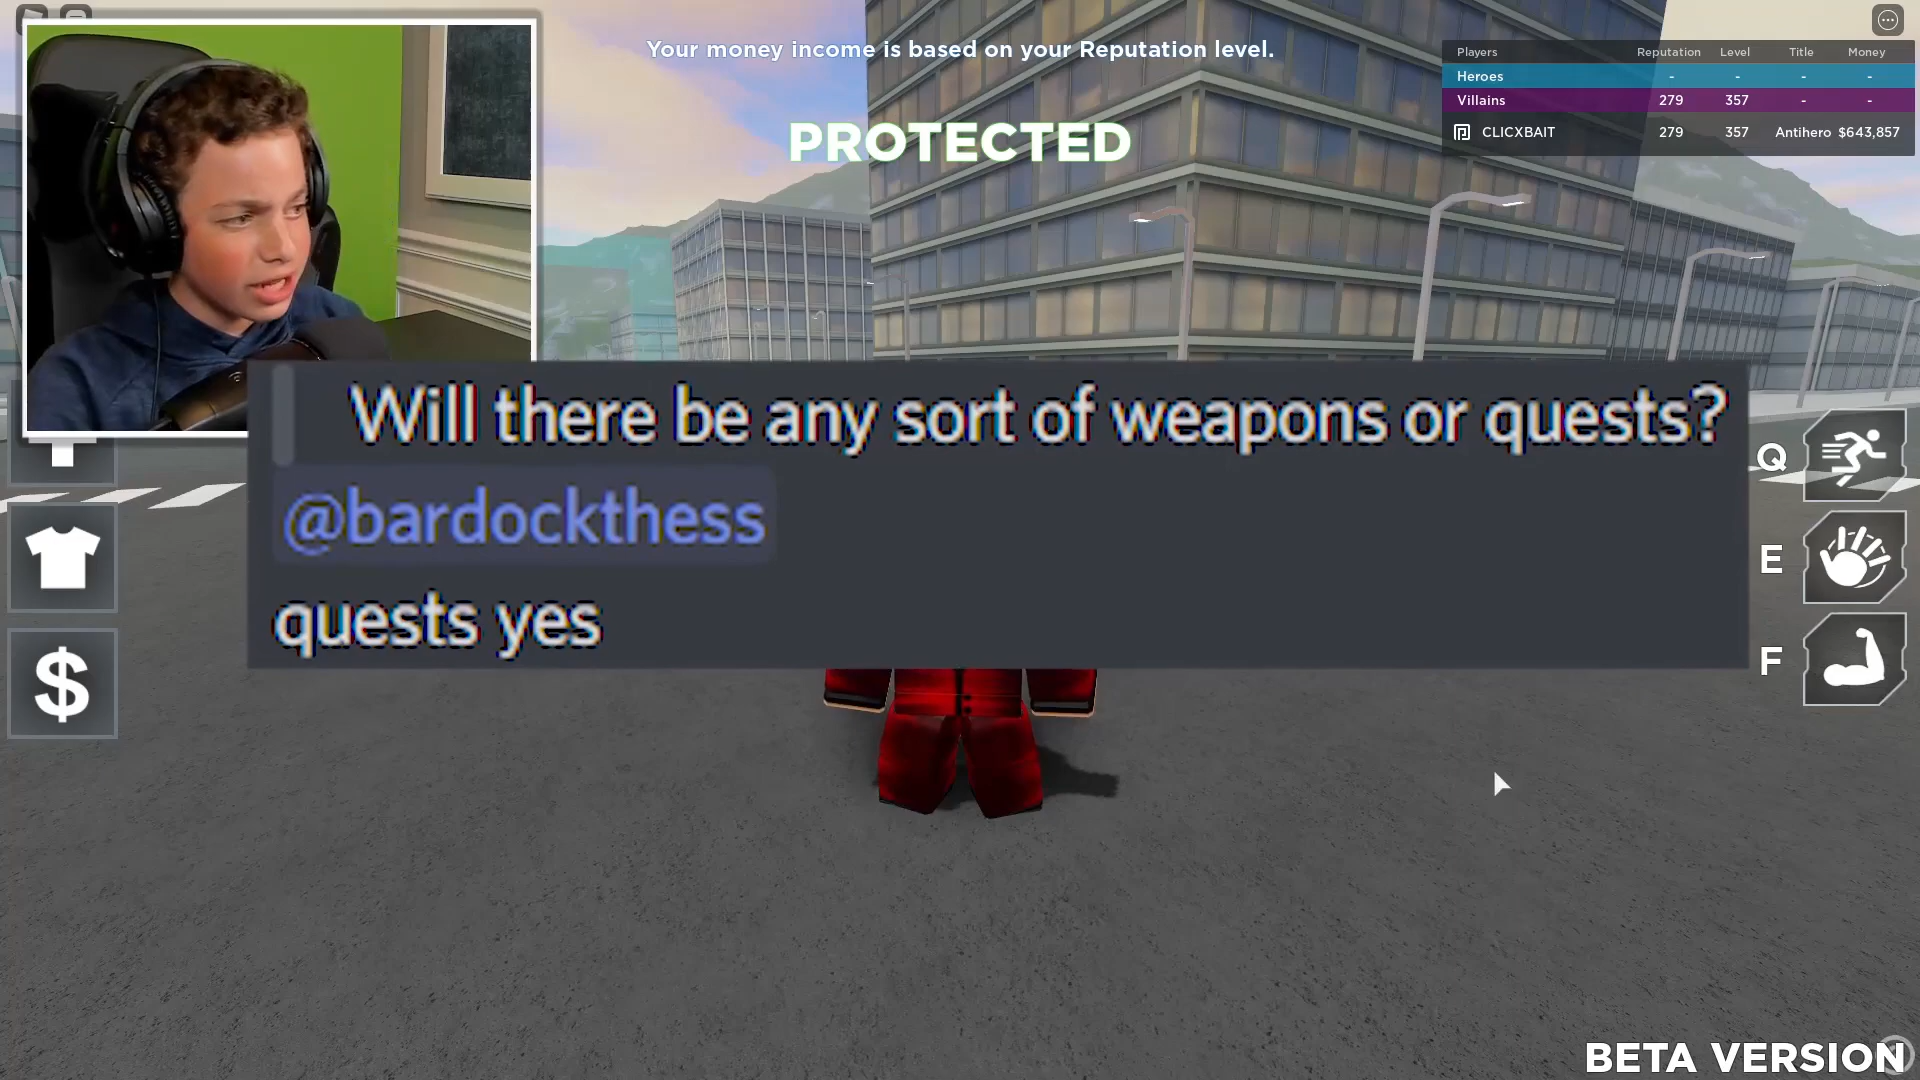 Your money income is based on your Reputation level.
PROTECTED
Players Reputation Level Title Money
Heroes - - - -
Villains 279 357 - -
CLICXBAIT 279 357 Antihero $643,857
Will there be any sort of weapons or quests?
@bardockthess
quests yes
$
Q
E
F
BETA VERSION